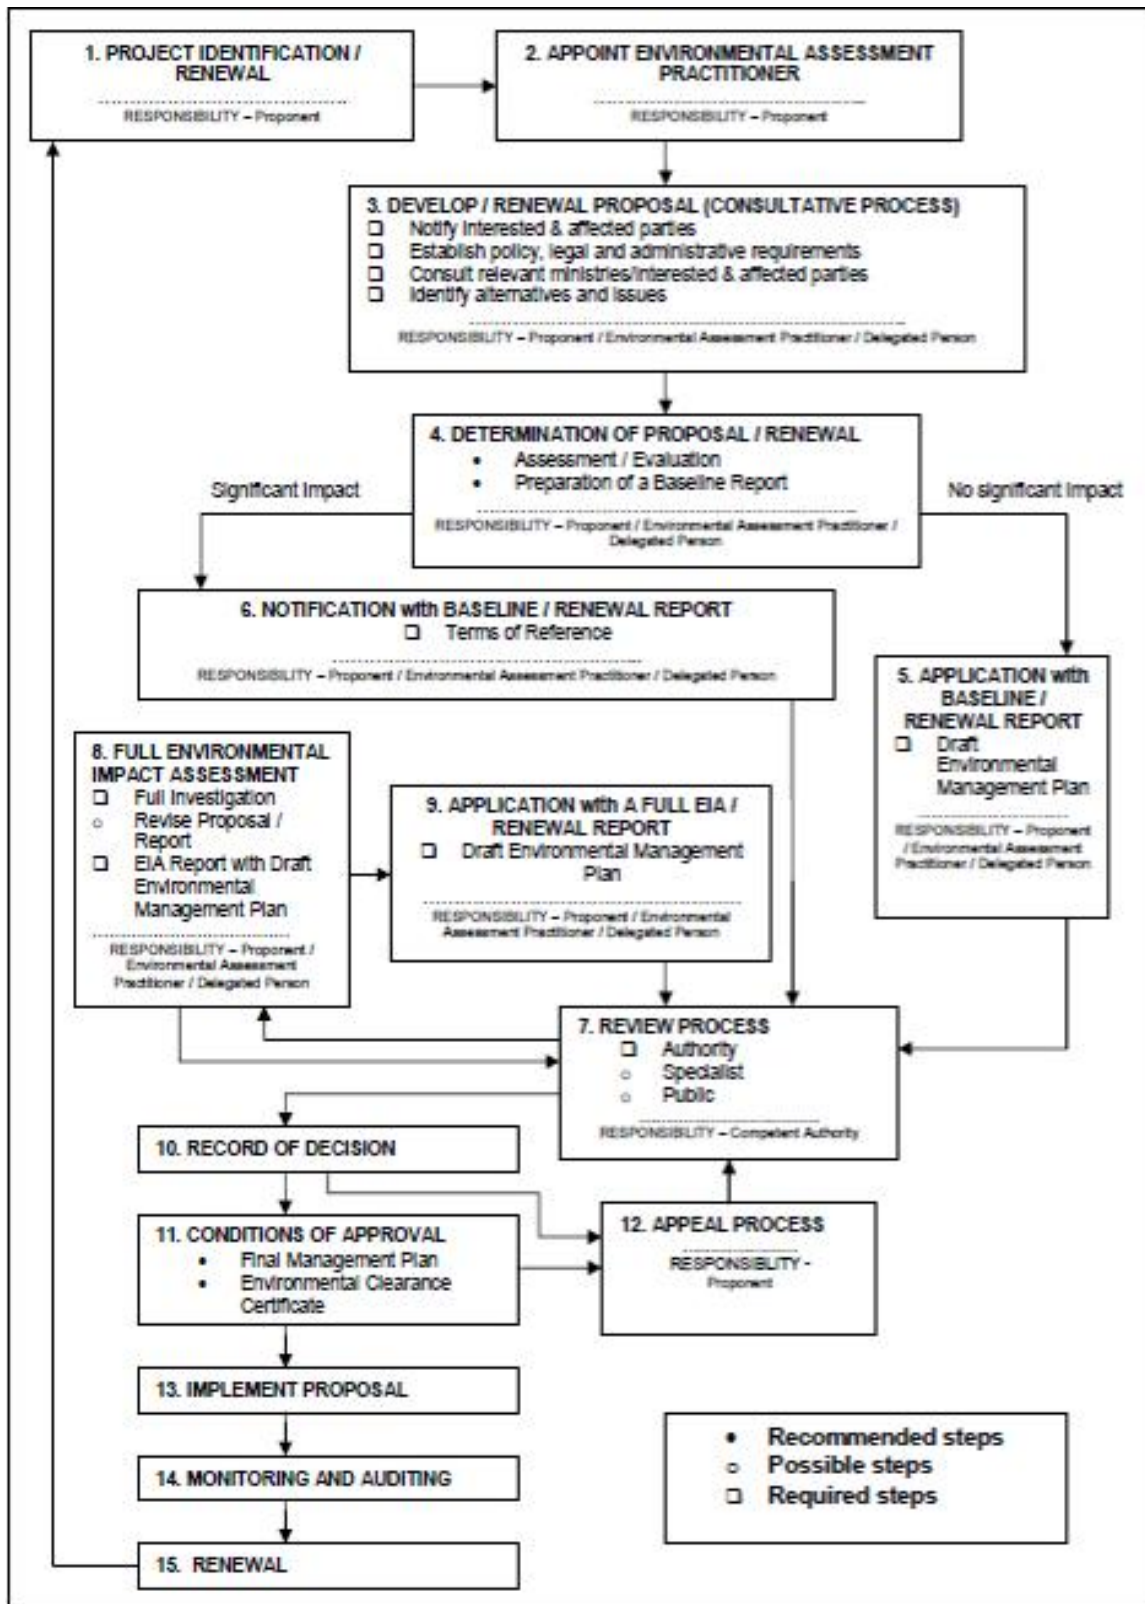 1. PROJECT IDENTIFICATION /
RENEWAL
RESPONSIBILITY – Proponent
2. APPOINT ENVIRONMENTAL ASSESSMENT
PRACTITIONER
RESPONSIBILITY – Proponent
3. DEVELOP / RENEWAL PROPOSAL (CONSULTATIVE PROCESS)
❑ Notify interested & affected parties
❑ Establish policy, legal and administrative requirements
❑ Consult relevant ministries/interested & affected parties
❑ Identify alternatives and issues
RESPONSIBILITY – Proponent / Environmental Assessment Practitioner / Delegated Person
4. DETERMINATION OF PROPOSAL / RENEWAL
• Assessment / Evaluation
• Preparation of a Baseline Report
RESPONSIBILITY – Proponent / Environmental Assessment Practitioner /
Delegated Person
Significant Impact
No significant impact
6. NOTIFICATION with BASELINE / RENEWAL REPORT
❑ Terms of Reference
RESPONSIBILITY – Proponent / Environmental Assessment Practitioner / Delegated Person
5. APPLICATION with
BASELINE /
RENEWAL REPORT
❑ Draft
Environmental
Management Plan
RESPONSIBILITY – Proponent
/ Environmental Assessment
Practitioner / Delegated Person
8. FULL ENVIRONMENTAL
IMPACT ASSESSMENT
❑ Full Investigation
o Revise Proposal /
Report
❑ EIA Report with Draft
Environmental
Management Plan
RESPONSIBILITY – Proponent /
Environmental Assessment
Practitioner / Delegated Person
9. APPLICATION with A FULL EIA /
RENEWAL REPORT
❑ Draft Environmental Management
Plan
RESPONSIBILITY – Proponent / Environmental
Assessment Practitioner / Delegated Person
7. REVIEW PROCESS
❑ Authority
o Specialist
o Public
RESPONSIBILITY – Competent Authority
10. RECORD OF DECISION
11. CONDITIONS OF APPROVAL
• Final Management Plan
• Environmental Clearance
Certificate
12. APPEAL PROCESS
RESPONSIBLITY -
Proponent
13. IMPLEMENT PROPOSAL
14. MONITORING AND AUDITING
15. RENEWAL
• Recommended steps
o Possible steps
❑ Required steps